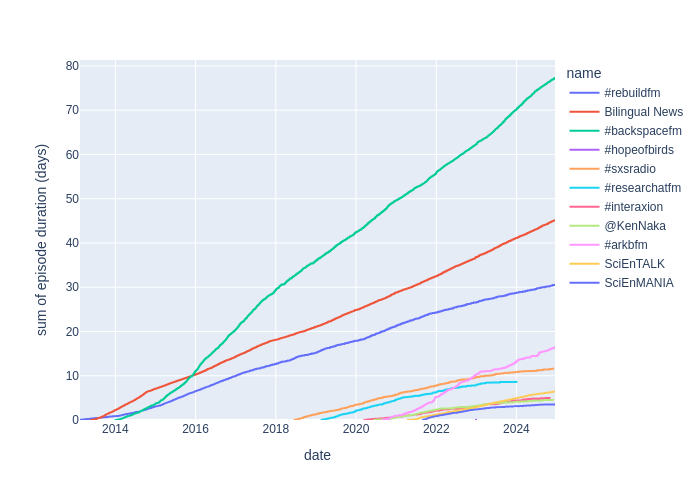 80
70
60
50
40
30
20
10
0
sum of episode duration (days)
2014 2016 2018 2020 2022 2024
date
name
#rebuildfm
Bilingual News
#backspacefm
#hopeofbirds
#sxsradio
#researchatfm
#interaxion
@KenNaka
#arkbfm
SciEnTALK
SciEnMANIA